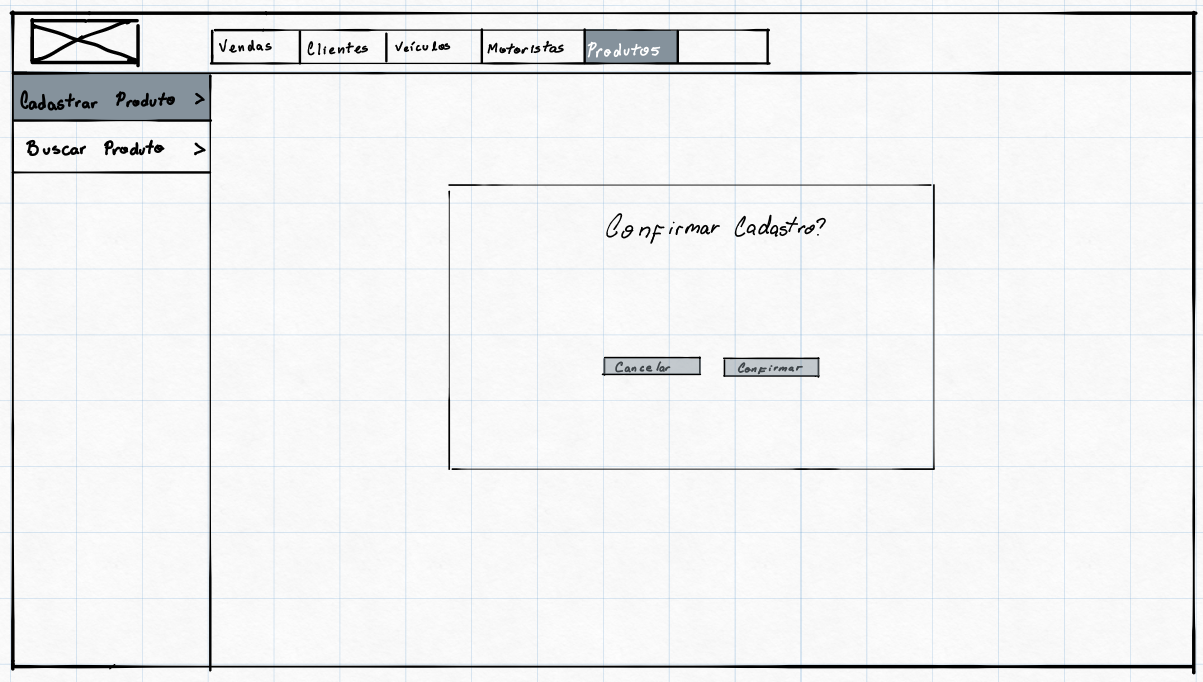 Vendas Clientes Veículos Motoristas Produtos
Cadastrar Produto >
Buscar Produto >
Confirmar Cadastro?
Cancelar Confirmar